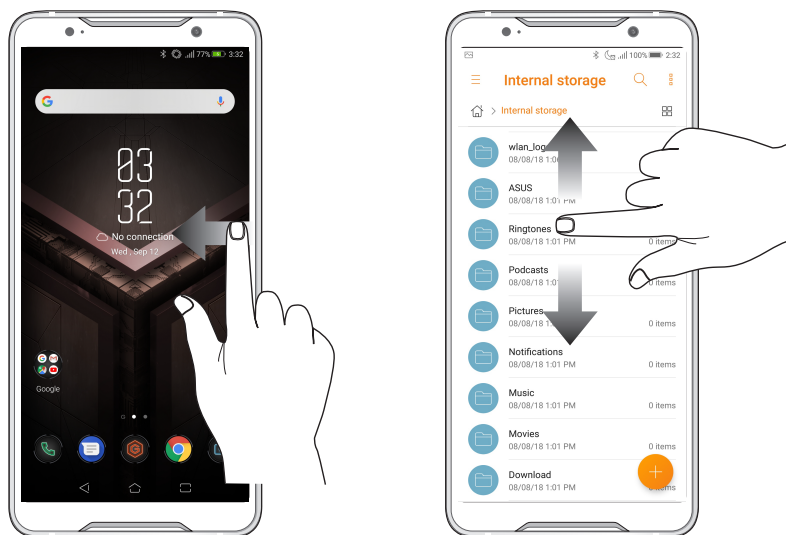 77% 3:32
03
32
No connection
Wed, Sep 12
Google
100% 2:32
Internal storage
Internal storage
wlan_log
08/08/18 1:0
ASUS
08/08/18 1:01 PM
Ringtones
08/08/18 1:01 PM 0 items
Podcasts
08/08/18 1:01 0 items
Pictures
08/08/18 1: 0 items
Notifications
08/08/18 1:01 PM 0 items
Music
08/08/18 1:01 PM 0 items
Movies
08/08/18 1:01 PM 0 items
Download
08/08/18 1:01 PM 0 items